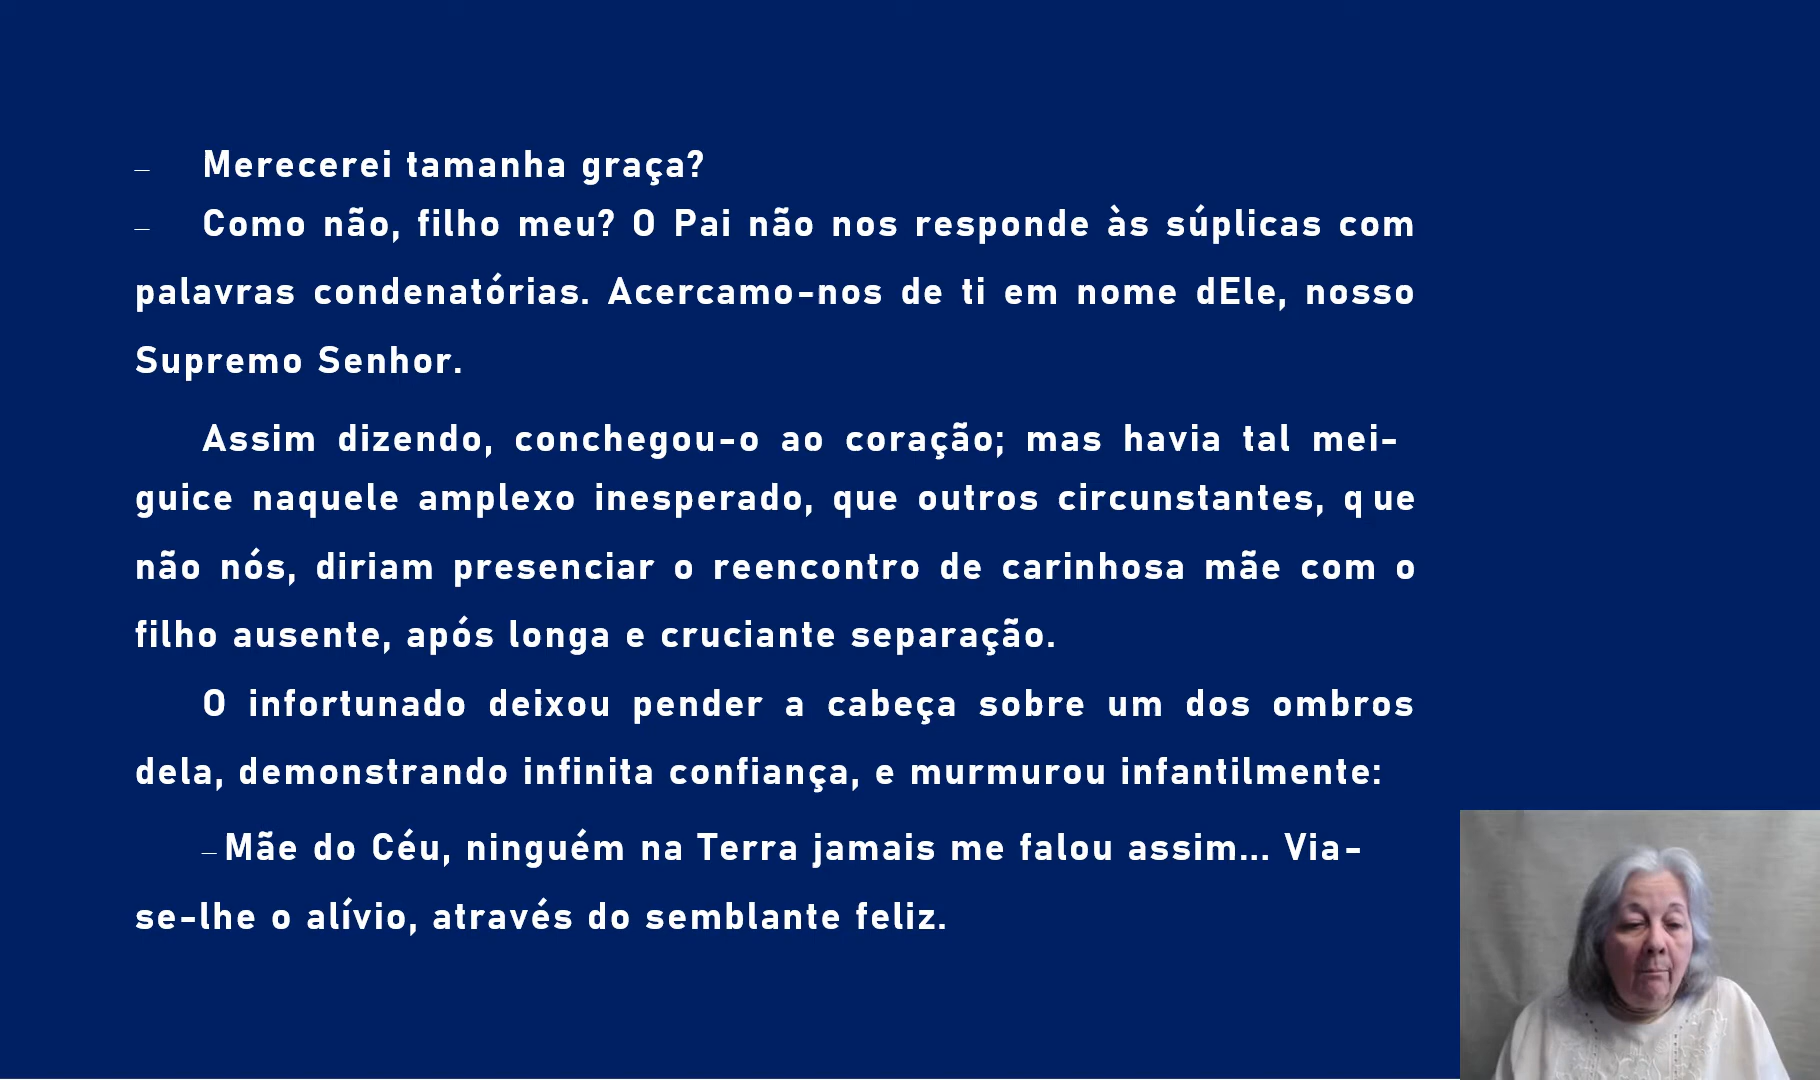 – Merecerei tamanha graça?
– Como não, filho meu? O Pai não nos responde às súplicas com
palavras condenatórias. Acercamo-nos de ti em nome dEle, nosso
Supremo Senhor.
Assim dizendo, conchegou-o ao coração; mas havia tal mei-
guice naquele amplexo inesperado, que outros circunstantes, que
não nós, diriam presenciar o reencontro de carinhosa mãe com o
filho ausente, após longa e cruciante separação.
O infortunado deixou pender a cabeça sobre um dos ombros
dela, demonstrando infinita confiança, e murmurou infantilmente:
– Mãe do Céu, ninguém na Terra jamais me falou assim... Via-
se-lhe o alívio, através do semblante feliz.